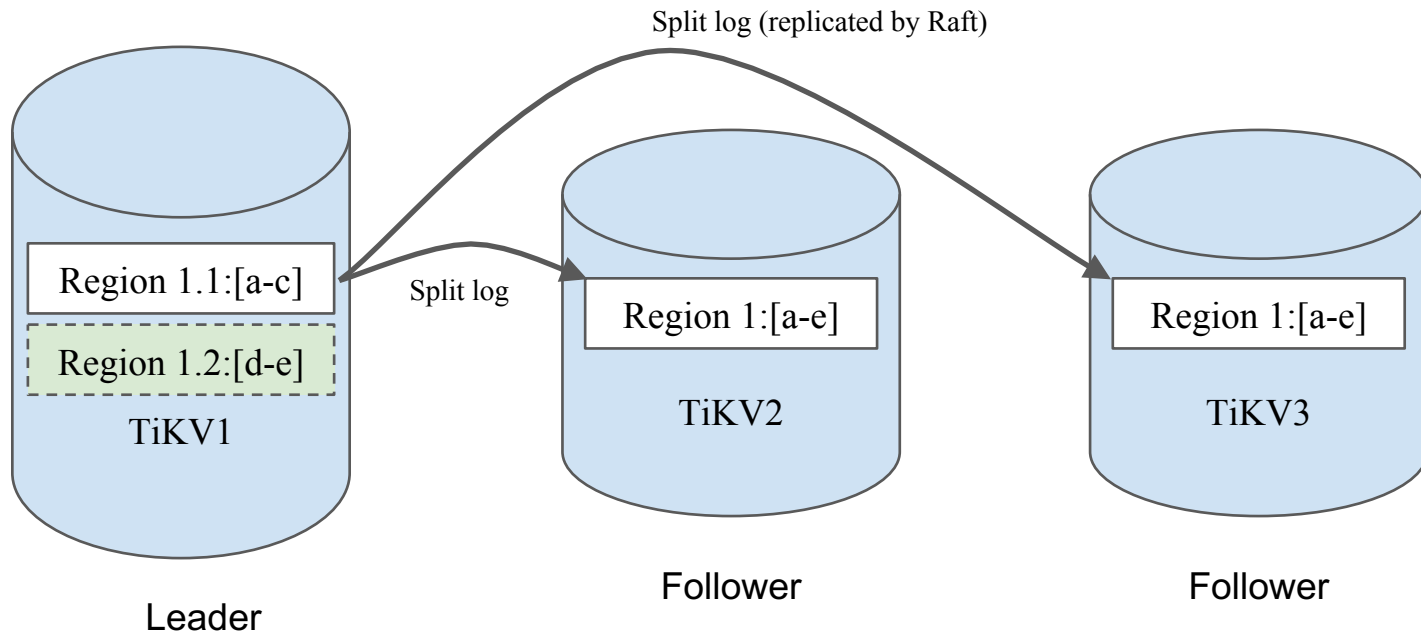 Split log (replicated by Raft)
Region 1.1:[a-c]
Split log
Region 1:[a-e]
Region 1:[a-e]
Region 1.2:[d-e]
TiKV1
TiKV2
TiKV3
Leader
Follower
Follower